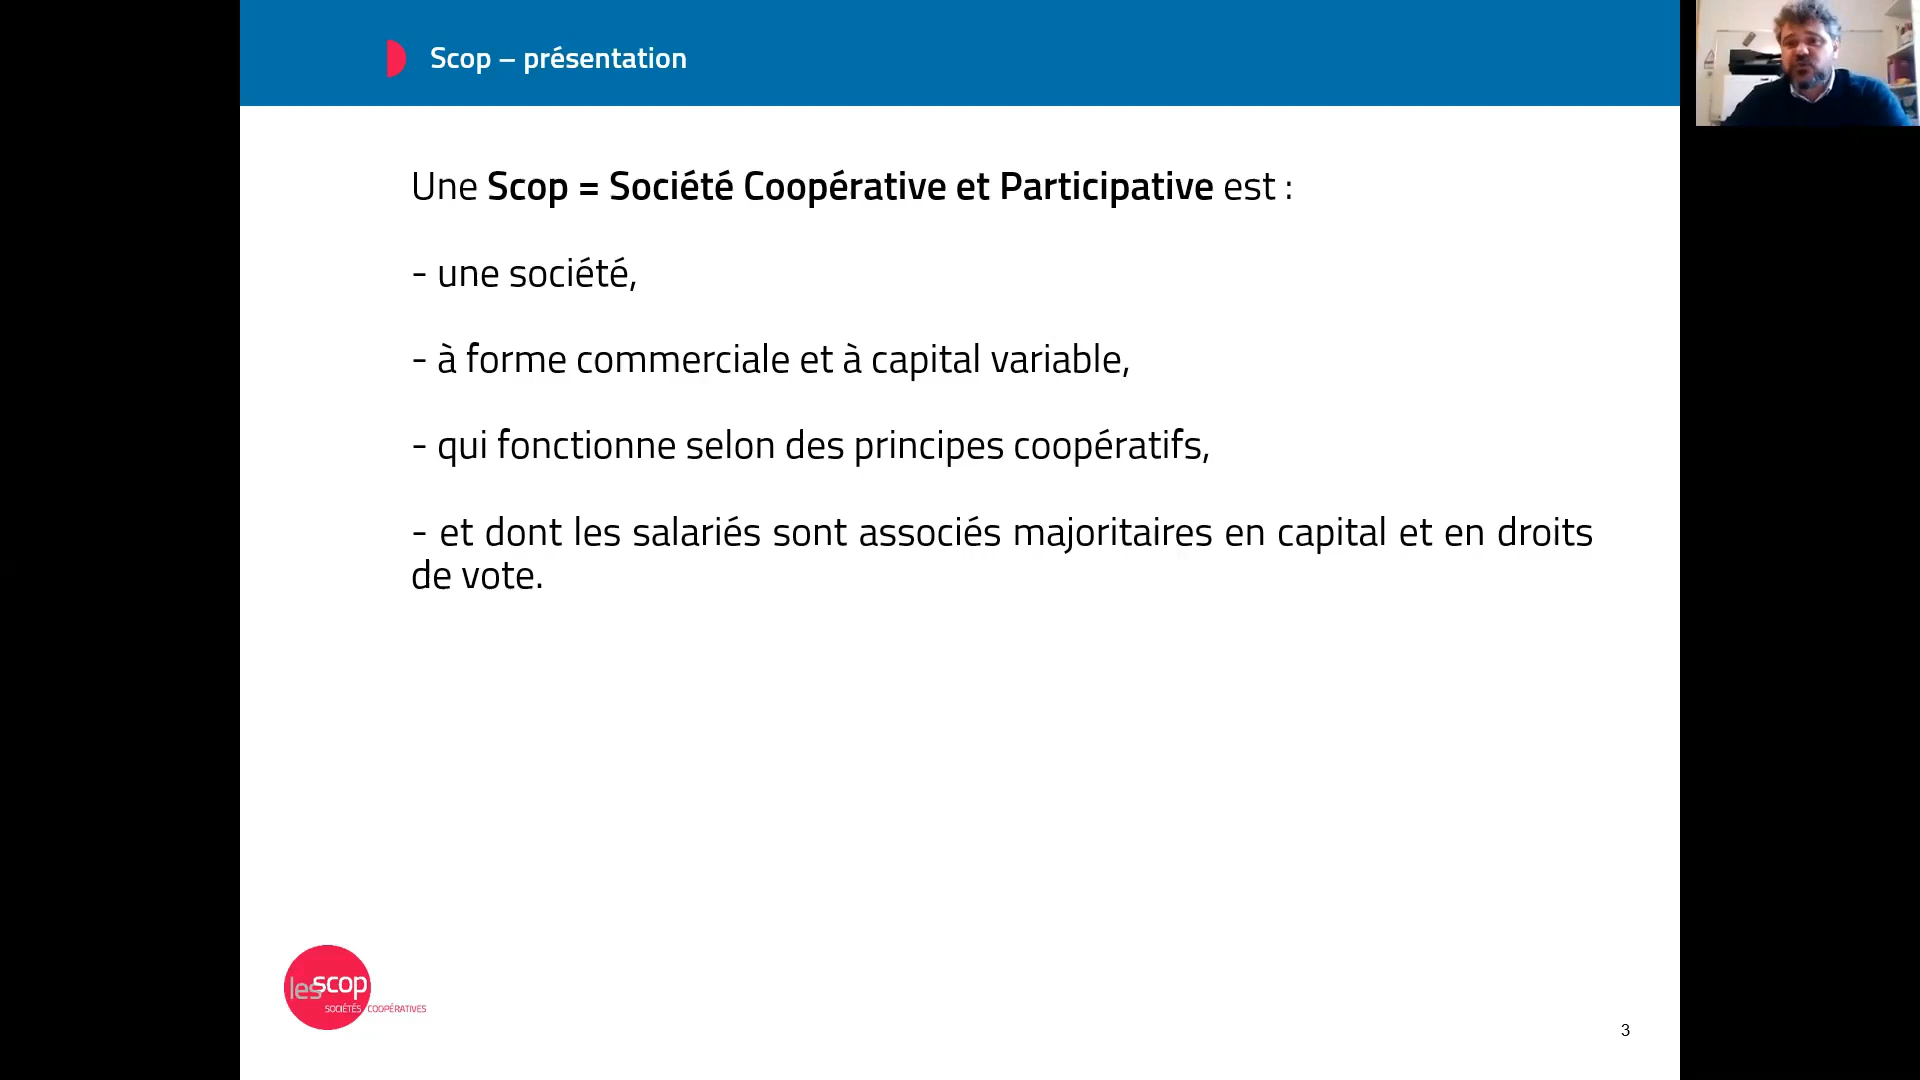 Scop – présentation
Une Scop = Société Coopérative et Participative est :
- une société,
- à forme commerciale et à capital variable,
- qui fonctionne selon des principes coopératifs,
- et dont les salariés sont associés majoritaires en capital et en droits
de vote.
les scop
SOCIÉTÉS COOPÉRATIVES
3